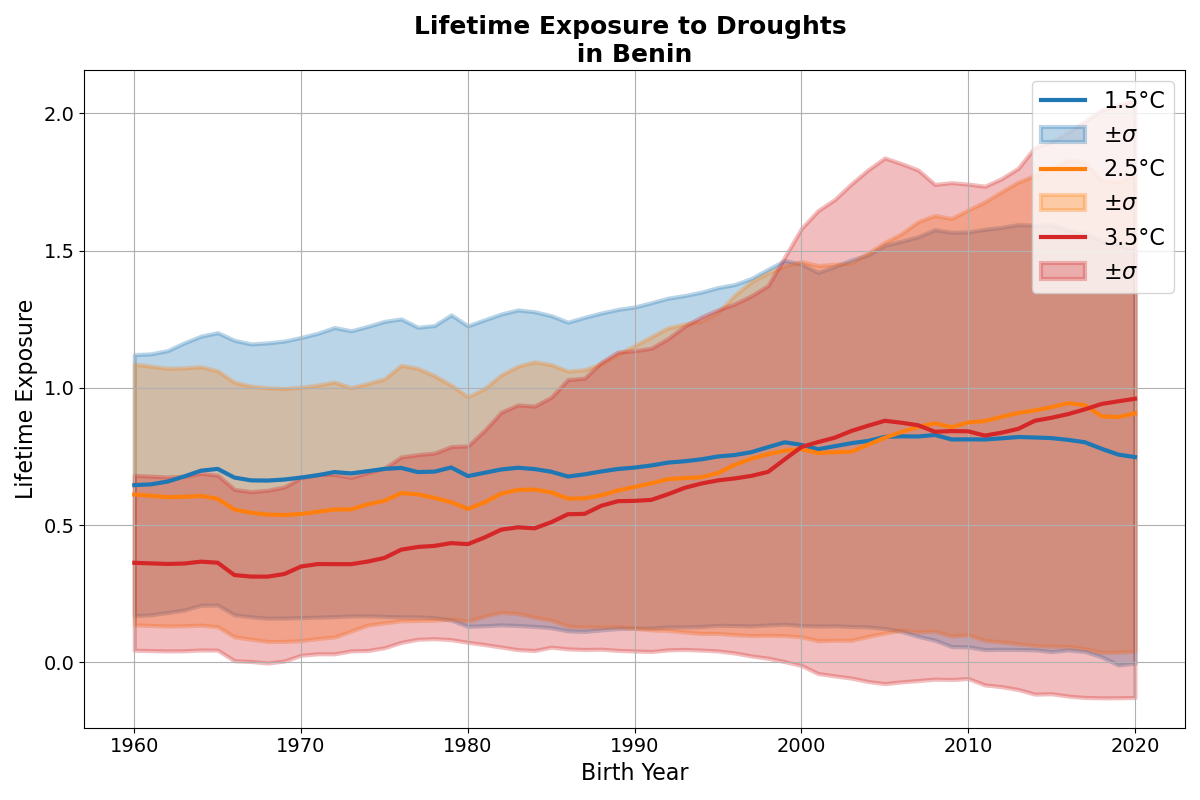 Lifetime Exposure to Droughts
in Benin
Lifetime Exposure
2.0
1.5
1.0
0.5
0.0
1960
1970
1980
1990
2000
2010
2020
Birth Year
1.5°C
±σ
2.5°C
±σ
3.5°C
±σ